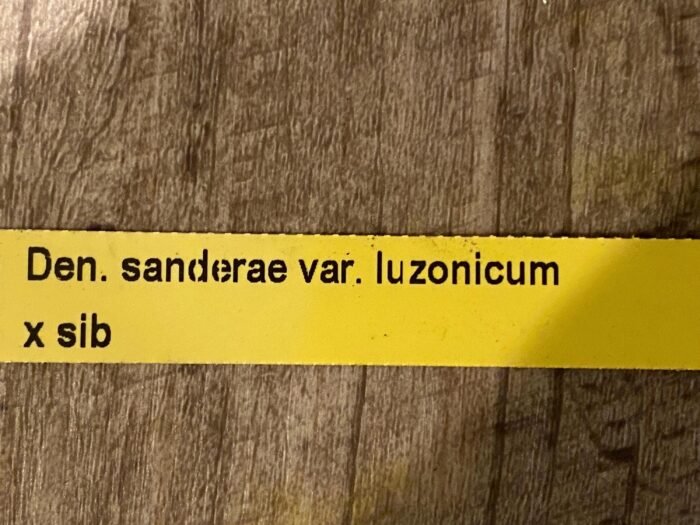 Den. sanderae var. luzonicum
x sib